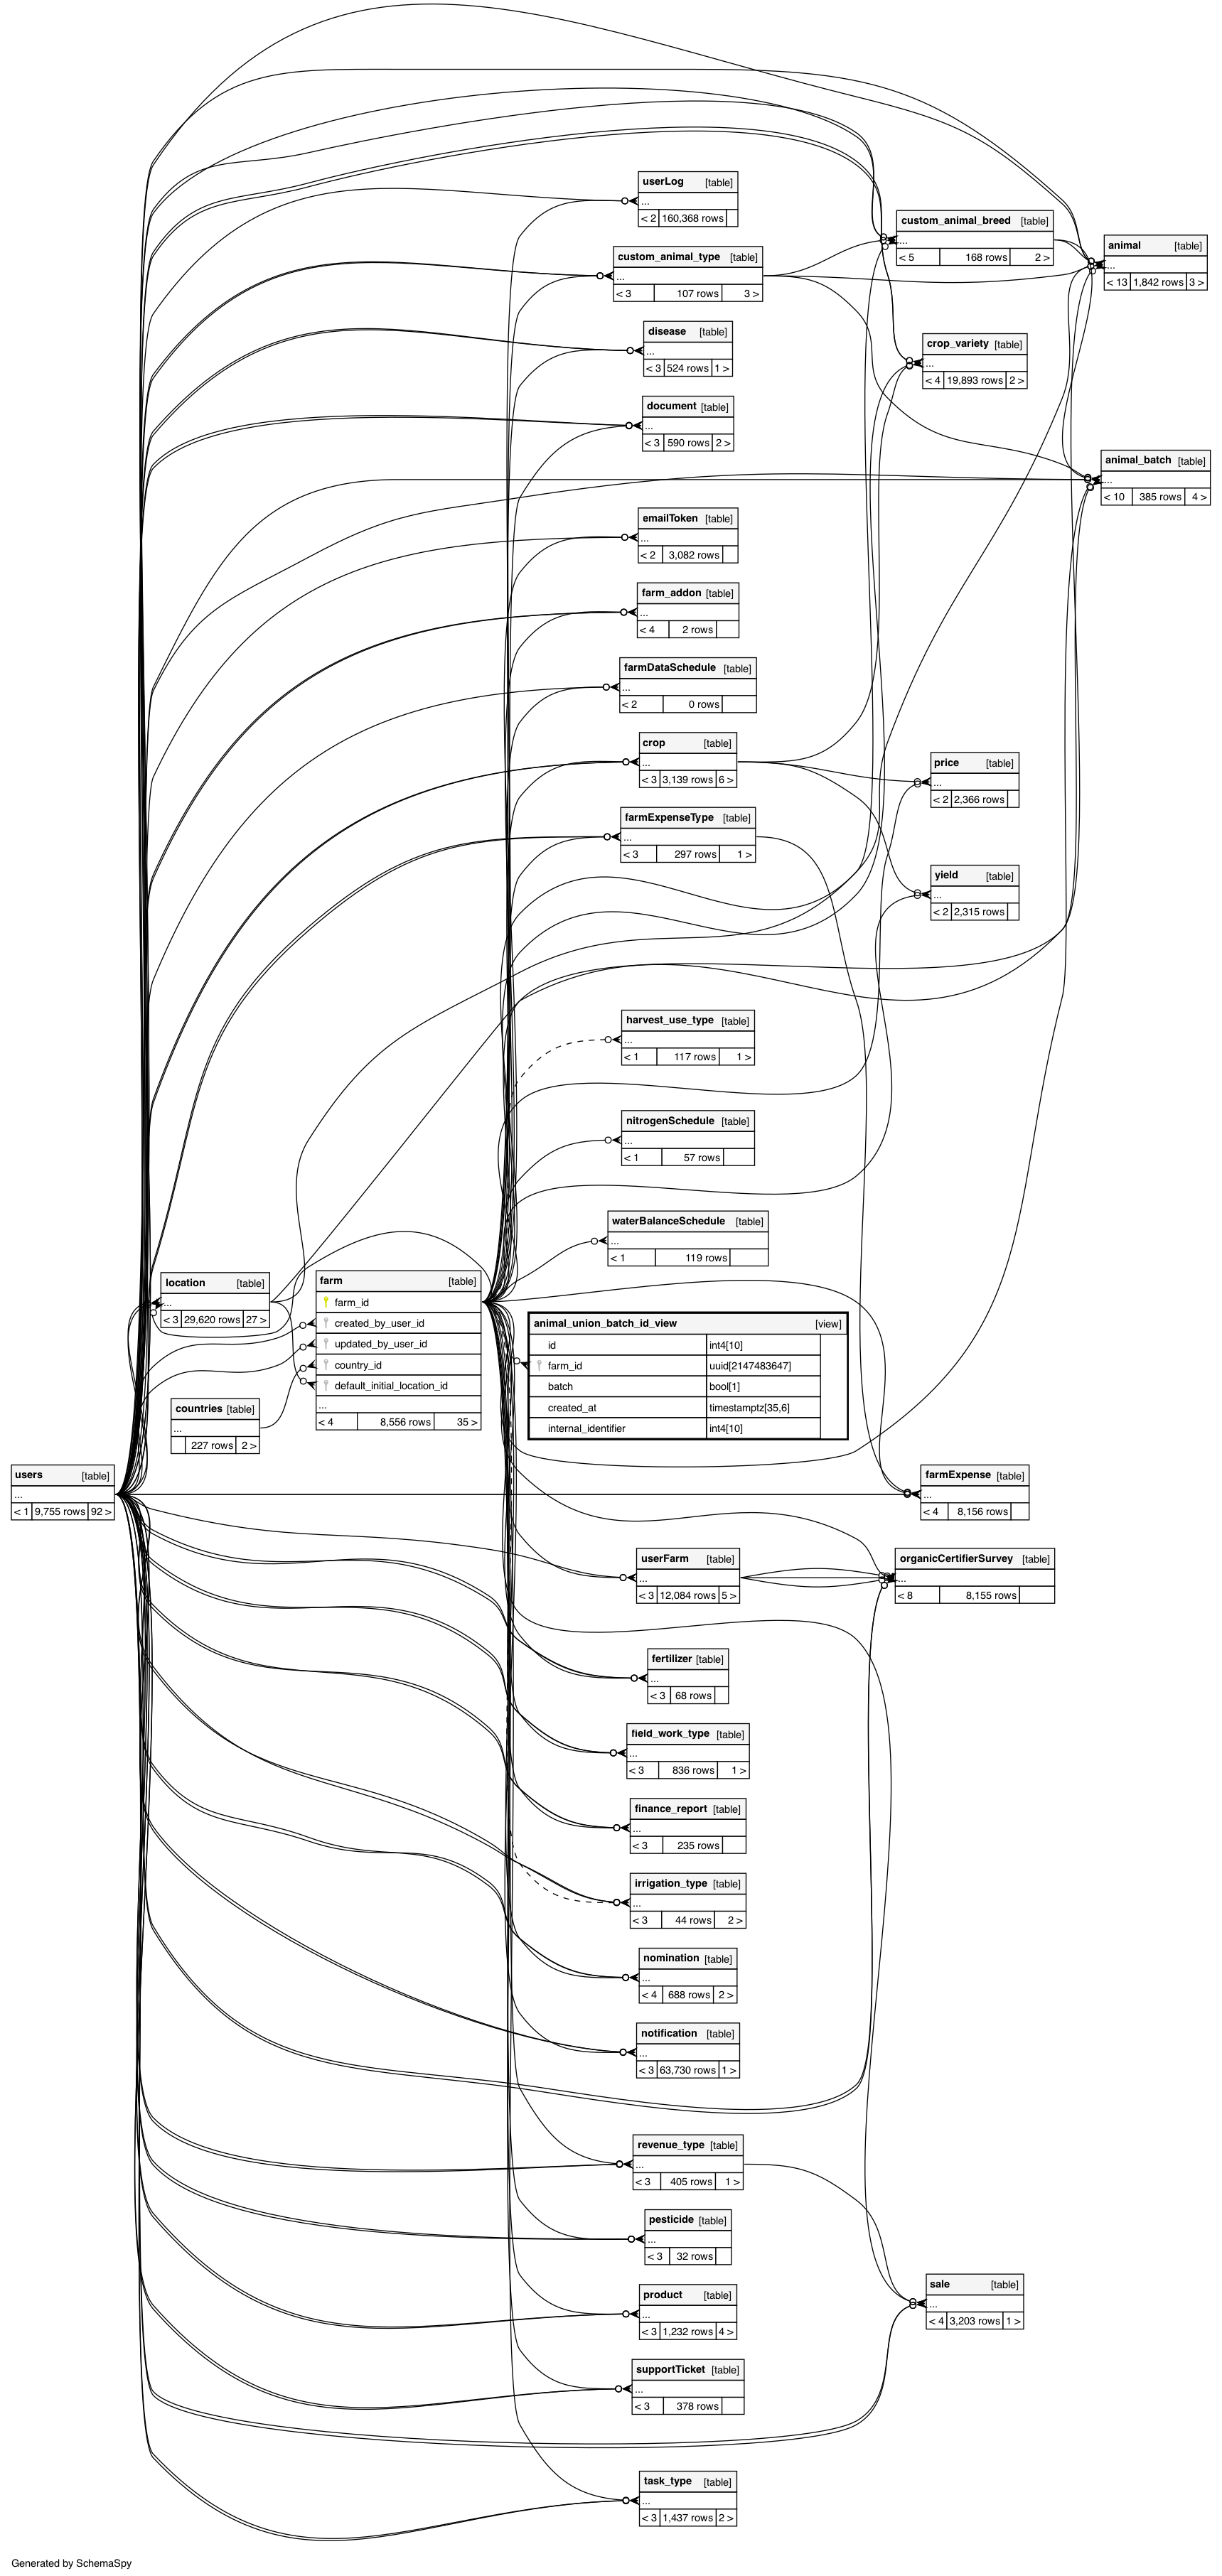 userLog [table]
...
< 2 160,368 rows
custom_animal_type [table]
...
< 3 107 rows 3 >
custom_animal_breed [table]
...
< 5 168 rows 2 >
animal [table]
...
< 13 1,842 rows 3 >
disease [table]
...
< 3 524 rows 1 >
crop_variety [table]
...
< 4 19,893 rows 2 >
document [table]
...
< 3 590 rows 2 >
animal_batch [table]
...
< 10 385 rows 4 >
emailToken [table]
...
< 2 3,082 rows
farm_addon [table]
...
< 4 2 rows
farmDataSchedule [table]
...
< 2 0 rows
crop [table]
...
< 3 3,139 rows 6 >
price [table]
...
< 2 2,366 rows
farmExpenseType [table]
...
< 3 297 rows 1 >
yield [table]
...
< 2 2,315 rows
harvest_use_type [table]
...
< 1 117 rows 1 >
nitrogenSchedule [table]
...
< 1 57 rows
waterBalanceSchedule [table]
...
< 1 119 rows
location [table]
...
< 3 29,620 rows 27 >
farm [table]
farm_id
created_by_user_id
updated_by_user_id
country_id
default_initial_location_id
...
< 4 8,556 rows 35 >
animal_union_batch_id_view [view]
id int4[10]
farm_id uuid[2147483647]
batch bool[1]
created_at timestamptz[35,6]
internal_identifier int4[10]
countries [table]
...
227 rows 2 >
users [table]
...
< 1 9,755 rows 92 >
farmExpense [table]
...
< 4 8,156 rows
userFarm [table]
...
< 3 12,084 rows 5 >
organicCertifierSurvey [table]
...
< 8 8,155 rows
fertilizer [table]
...
< 3 68 rows
field_work_type [table]
...
< 3 836 rows 1 >
finance_report [table]
...
< 3 235 rows
irrigation_type [table]
...
< 3 44 rows 2 >
nomination [table]
...
< 4 688 rows 2 >
notification [table]
...
< 3 63,730 rows 1 >
revenue_type [table]
...
< 3 405 rows 1 >
pesticide [table]
...
< 3 32 rows
product [table]
...
< 3 1,232 rows 4 >
sale [table]
...
< 4 3,203 rows 1 >
supportTicket [table]
...
< 3 378 rows
task_type [table]
...
< 3 1,437 rows 2 >
Generated by SchemaSpy